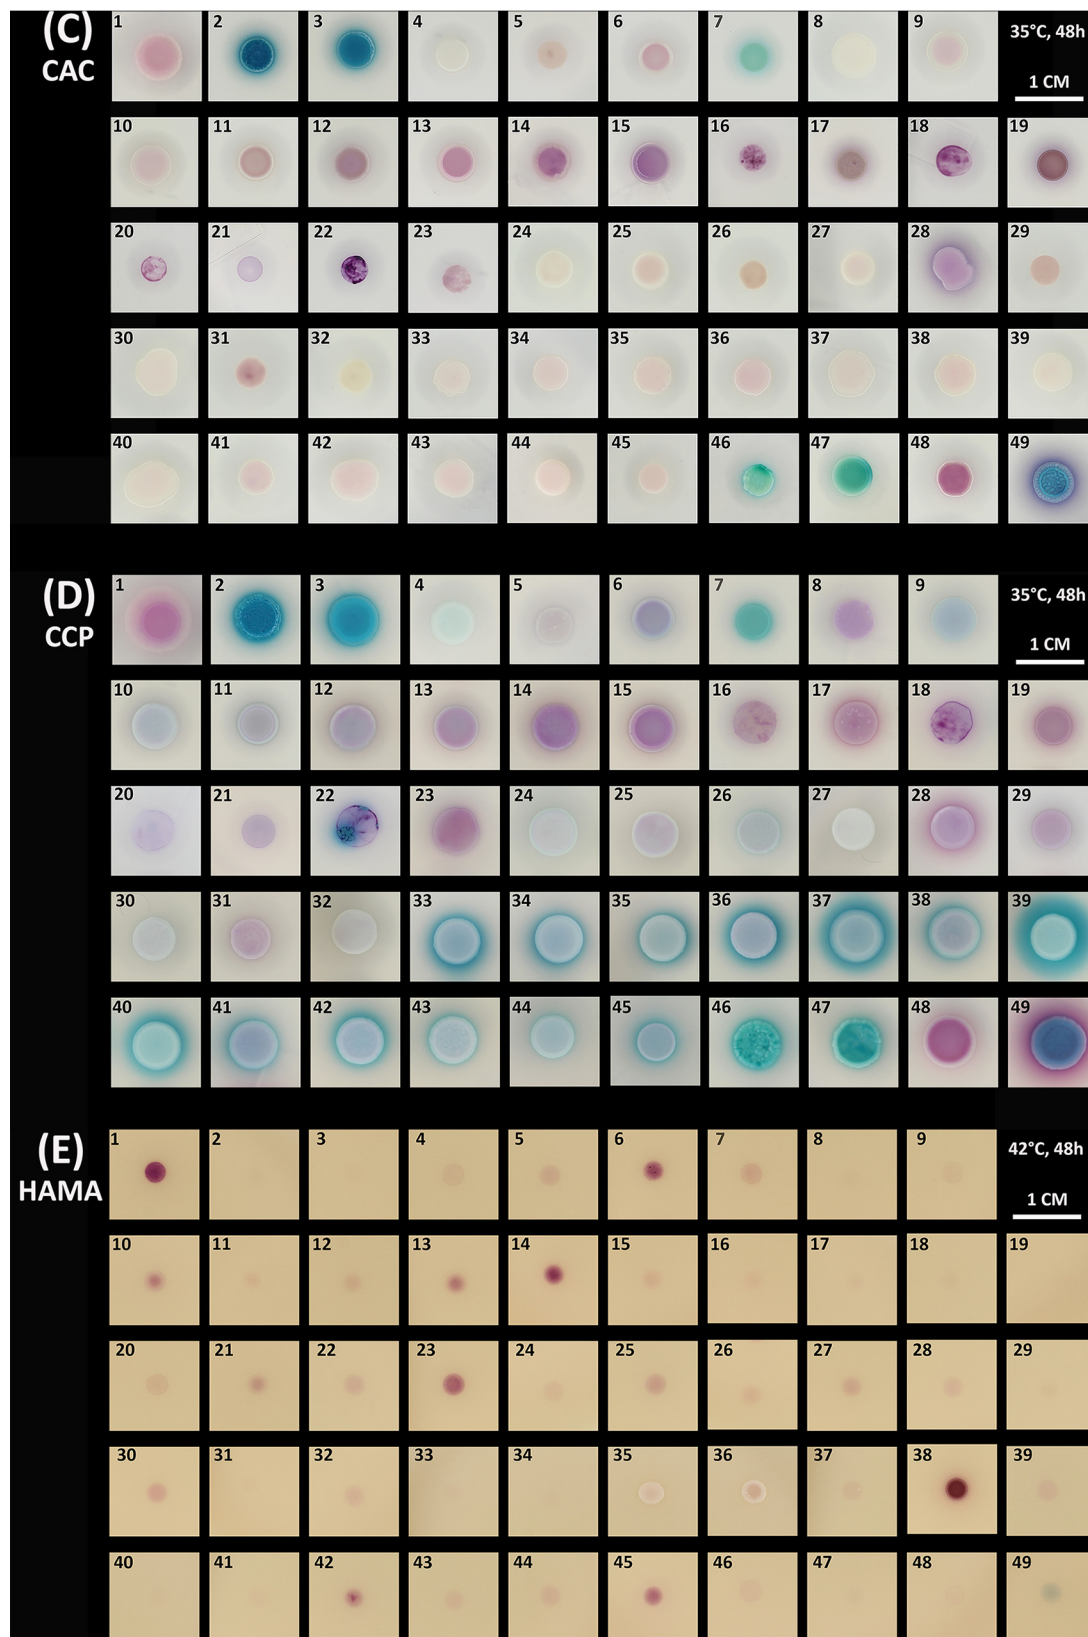 (C)
CAC
1 2 3 4 5 6 7 8 9 35°C, 48h
1 CM
10 11 12 13 14 15 16 17 18 19
20 21 22 23 24 25 26 27 28 29
30 31 32 33 34 35 36 37 38 39
40 41 42 43 44 45 46 47 48 49
(D)
CCP
1 2 3 4 5 6 7 8 9 35°C, 48h
1 CM
10 11 12 13 14 15 16 17 18 19
20 21 22 23 24 25 26 27 28 29
30 31 32 33 34 35 36 37 38 39
40 41 42 43 44 45 46 47 48 49
(E)
HAMA
1 2 3 4 5 6 7 8 9 42°C, 48h
1 CM
10 11 12 13 14 15 16 17 18 19
20 21 22 23 24 25 26 27 28 29
30 31 32 33 34 35 36 37 38 39
40 41 42 43 44 45 46 47 48 49